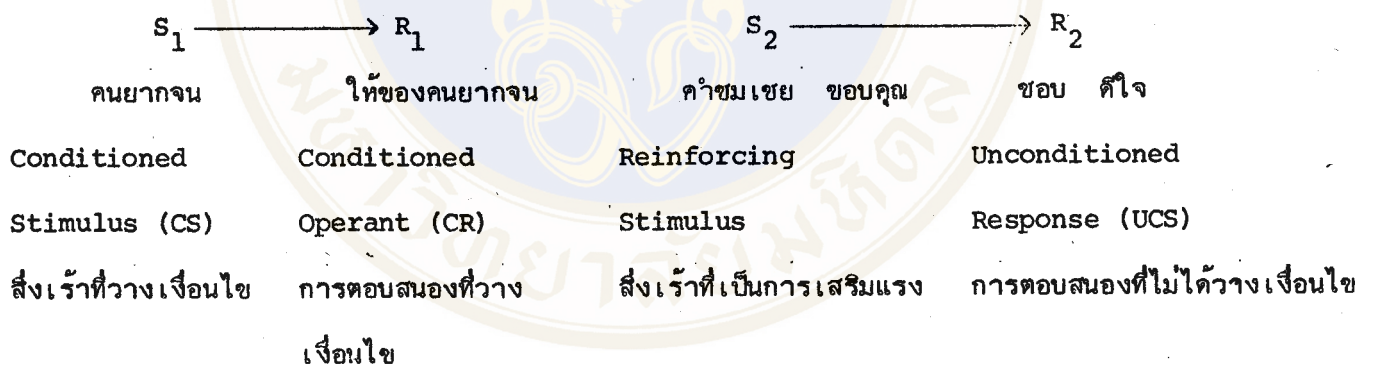 S₁ ⟶ R₁ S₂ ⟶ R₂
คนยากจน ให้ของคนยากจน คำชมเชย ขอบคุณ ชอบ ดีใจ
Conditioned Conditioned Reinforcing Unconditioned
Stimulus (CS) Operant (CR) Stimulus Response (UCS)
สิ่งเร้าที่วางเงื่อนไข การตอบสนองที่วาง สิ่งเร้าที่เป็นการเสริมแรง การตอบสนองที่ไม่ได้วางเงื่อนไข
เงื่อนไข